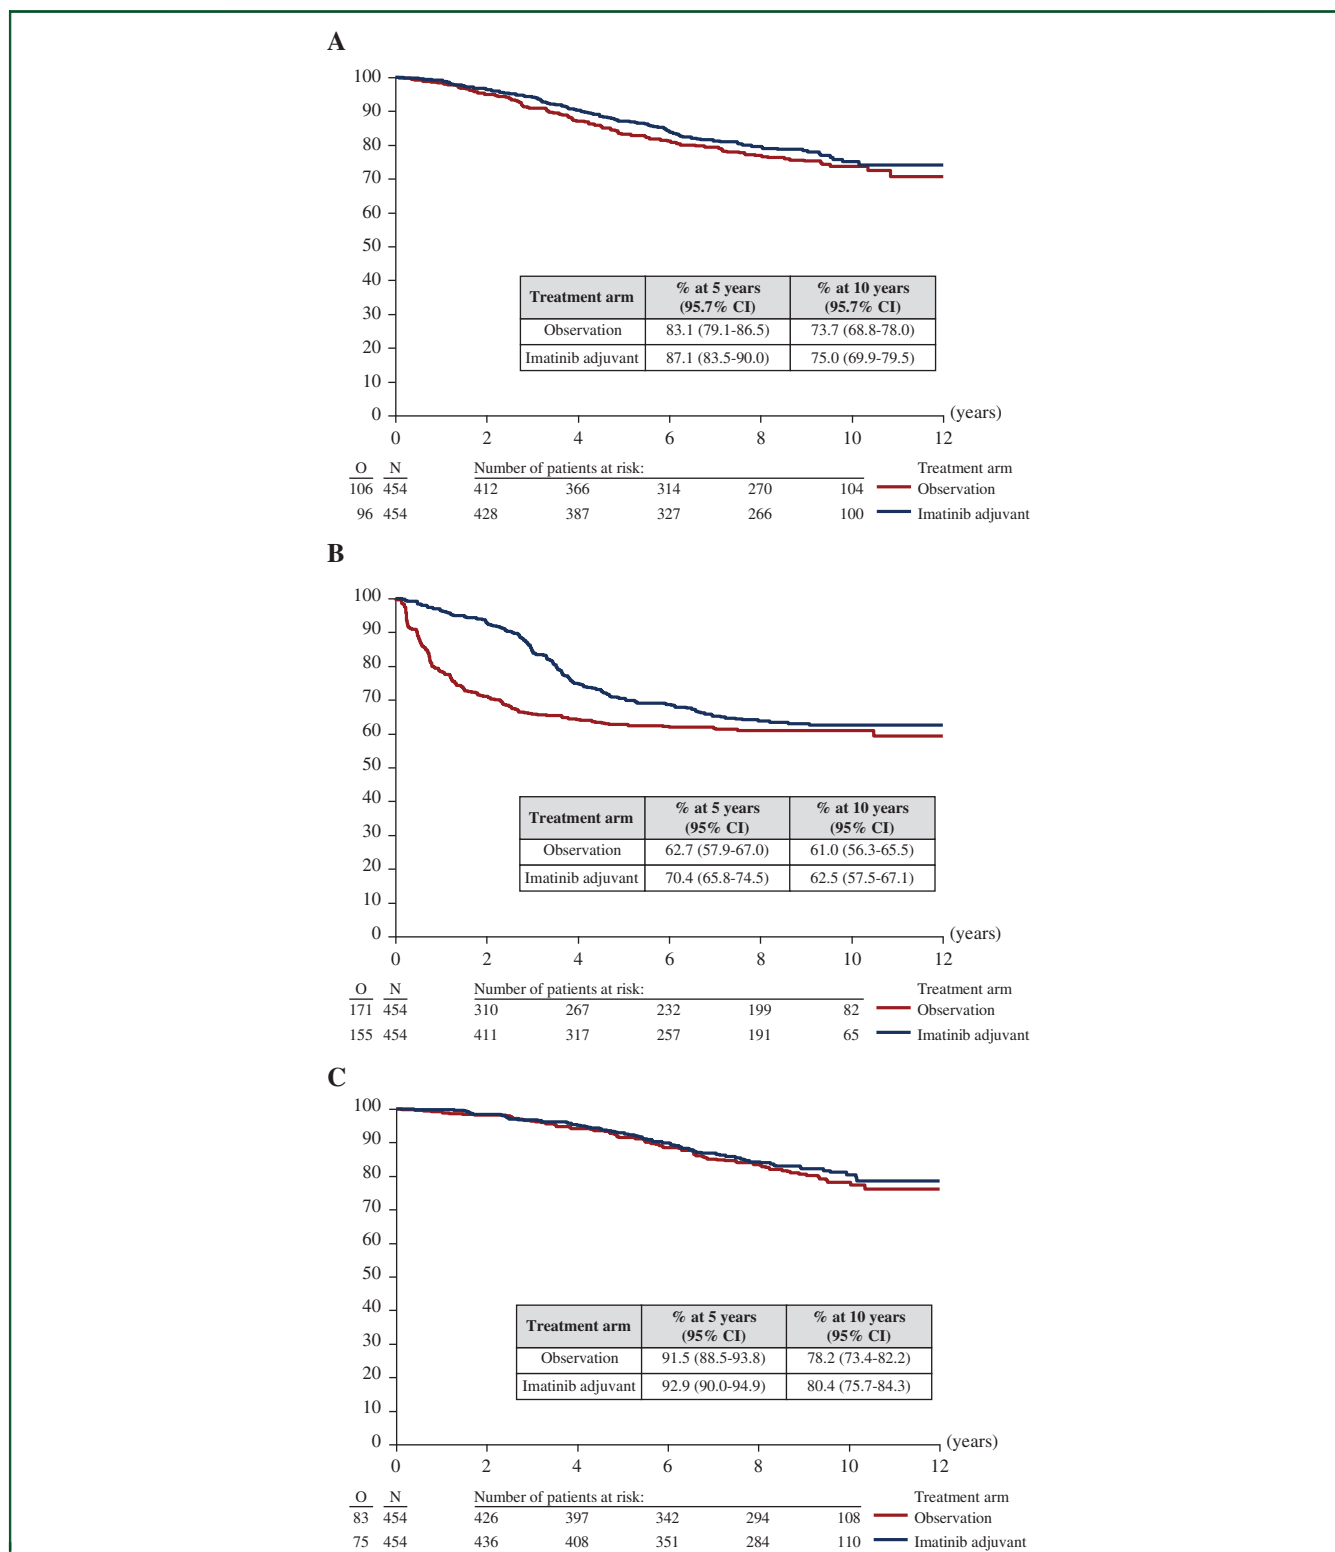 A
100
90
80
70
60
50
40
30
20
10
0
Treatment arm % at 5 years (95.7% CI) % at 10 years (95.7% CI)
Observation 83.1 (79.1-86.5) 73.7 (68.8-78.0)
Imatinib adjuvant 87.1 (83.5-90.0) 75.0 (69.9-79.5)
(years)
0 2 4 6 8 10 12
O N Number of patients at risk: Treatment arm
106 454 412 366 314 270 104 Observation
96 454 428 387 327 266 100 Imatinib adjuvant
B
100
90
80
70
60
50
40
30
20
10
0
Treatment arm % at 5 years (95% CI) % at 10 years (95% CI)
Observation 62.7 (57.9-67.0) 61.0 (56.3-65.5)
Imatinib adjuvant 70.4 (65.8-74.5) 62.5 (57.5-67.1)
(years)
0 2 4 6 8 10 12
O N Number of patients at risk: Treatment arm
171 454 310 267 232 199 82 Observation
155 454 411 317 257 191 65 Imatinib adjuvant
C
100
90
80
70
60
50
40
30
20
10
0
Treatment arm % at 5 years (95% CI) % at 10 years (95% CI)
Observation 91.5 (88.5-93.8) 78.2 (73.4-82.2)
Imatinib adjuvant 92.9 (90.0-94.9) 80.4 (75.7-84.3)
(years)
0 2 4 6 8 10 12
O N Number of patients at risk: Treatment arm
83 454 426 397 342 294 108 Observation
75 454 436 408 351 284 110 Imatinib adjuvant